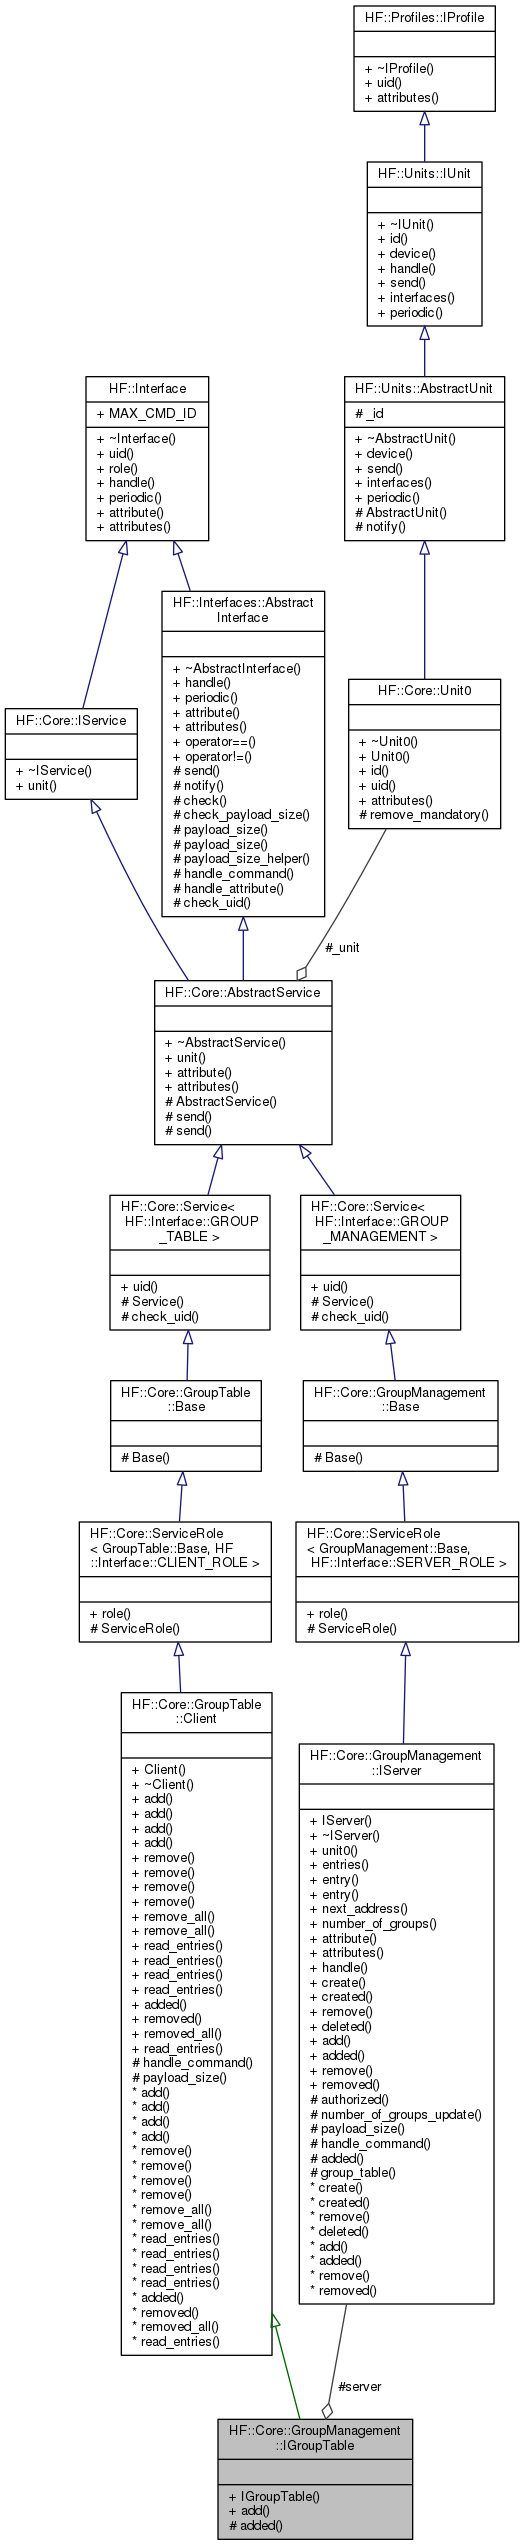 HF::Profiles::IProfile
+ ~IProfile()
+ uid()
+ attributes()
HF::Units::IUnit
+ ~IUnit()
+ id()
+ device()
+ handle()
+ send()
+ interfaces()
+ periodic()
HF::Interface
+ MAX_CMD_ID
+ ~Interface()
+ uid()
+ role()
+ handle()
+ periodic()
+ attribute()
+ attributes()
HF::Units::AbstractUnit
# _id
+ ~AbstractUnit()
+ device()
+ send()
+ interfaces()
+ periodic()
# AbstractUnit()
# notify()
HF::Interfaces::Abstract
Interface
+ ~AbstractInterface()
+ handle()
+ periodic()
+ attribute()
+ attributes()
+ operator==()
+ operator!=()
# send()
# notify()
# check()
# check_payload_size()
# payload_size()
# payload_size()
# payload_size_helper()
# handle_command()
# handle_attribute()
# check_uid()
HF::Core::IService
+ ~IService()
+ unit()
HF::Core::Unit0
+ ~Unit0()
+ Unit0()
+ id()
+ uid()
+ attributes()
# remove_mandatory()
#_unit
HF::Core::AbstractService
+ ~AbstractService()
+ unit()
+ attribute()
+ attributes()
# AbstractService()
# send()
# send()
HF::Core::Service<
HF::Interface::GROUP
_TABLE >
+ uid()
# Service()
# check_uid()
HF::Core::Service<
HF::Interface::GROUP
_MANAGEMENT >
+ uid()
# Service()
# check_uid()
HF::Core::GroupTable
::Base
# Base()
HF::Core::GroupManagement
::Base
# Base()
HF::Core::ServiceRole
< GroupTable::Base, HF
::Interface::CLIENT_ROLE >
+ role()
# ServiceRole()
HF::Core::ServiceRole
< GroupManagement::Base,
HF::Interface::SERVER_ROLE >
+ role()
# ServiceRole()
HF::Core::GroupTable
::Client
+ Client()
+ ~Client()
+ add()
+ add()
+ add()
+ add()
+ remove()
+ remove()
+ remove()
+ remove()
+ remove_all()
+ remove_all()
+ read_entries()
+ read_entries()
+ read_entries()
+ read_entries()
+ added()
+ removed()
+ removed_all()
+ read_entries()
# handle_command()
# payload_size()
* add()
* add()
* add()
* add()
* remove()
* remove()
* remove()
* remove()
* remove_all()
* remove_all()
* read_entries()
* read_entries()
* read_entries()
* read_entries()
* added()
* removed()
* removed_all()
* read_entries()
HF::Core::GroupManagement
::IServer
+ IServer()
+ ~IServer()
+ unit0()
+ entries()
+ entry()
+ entry()
+ next_address()
+ number_of_groups()
+ attribute()
+ attributes()
+ handle()
+ create()
+ created()
+ remove()
+ deleted()
+ add()
+ added()
+ remove()
+ removed()
# authorized()
# number_of_groups_update()
# payload_size()
# handle_command()
# added()
# group_table()
* create()
* created()
* remove()
* deleted()
* add()
* added()
* remove()
* removed()
#server
HF::Core::GroupManagement
::IGroupTable
+ IGroupTable()
+ add()
# added()